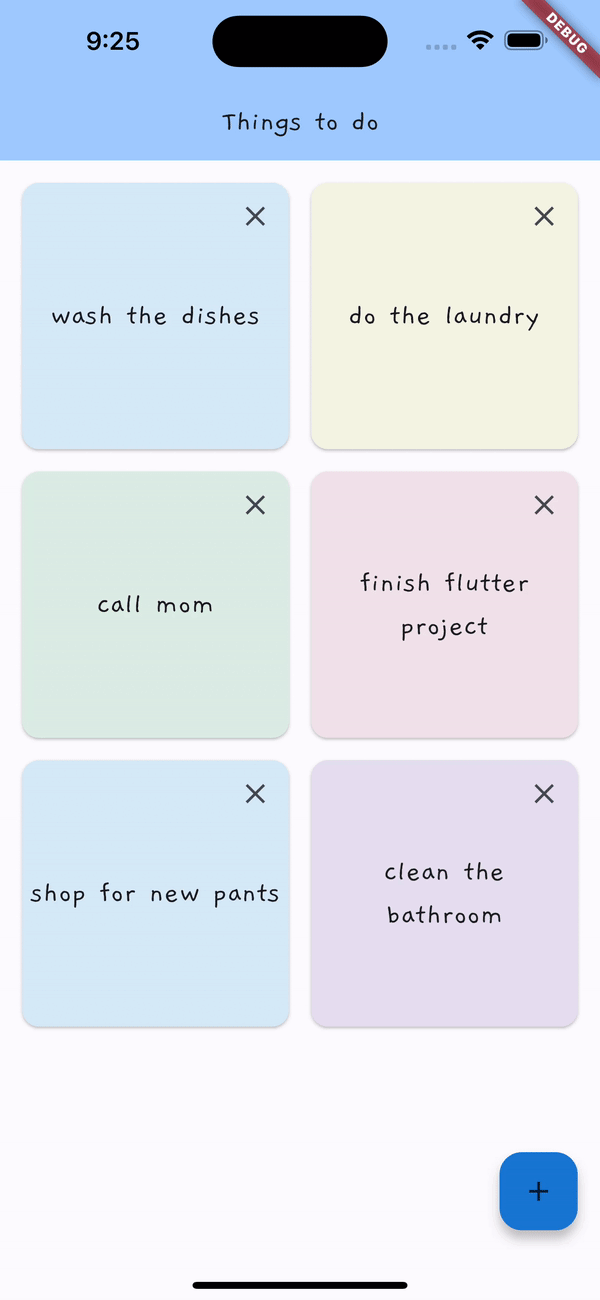 9:25
DEBUG
Things to do
wash the dishes
do the laundry
call mom
finish flutter
project
shop for new pants
clean the
bathroom